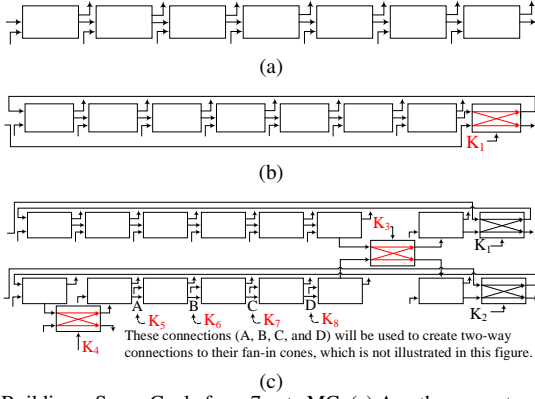 (a)
K1
(b)
K3
K1
A B C D
K5 K6 K7 K8
K2
K4
These connections (A, B, C, and D) will be used to create two-way
connections to their fan-in cones, which is not illustrated in this figure.
(c)